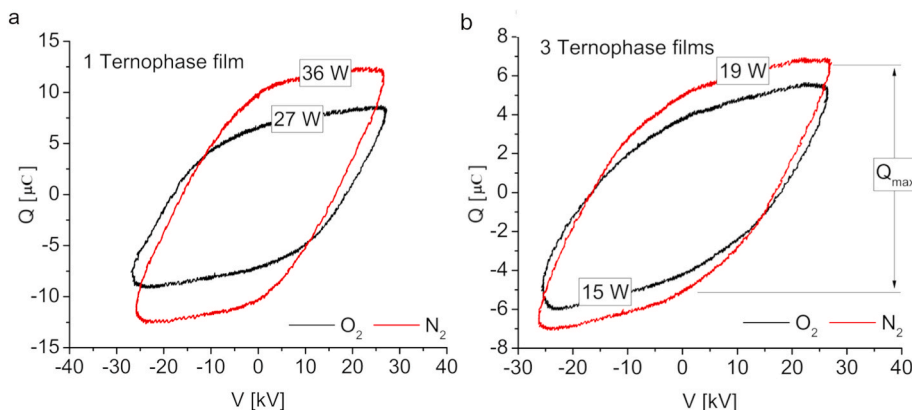 a
1 Ternophase film
36 W
27 W
Q [µC]
15
10
5
0
-5
-10
-15
O2 N2
-40 -30 -20 -10 0 10 20 30 40
V [kV]
b
3 Ternophase films
19 W
15 W
Qmax
Q [µC]
8
6
4
2
0
-2
-4
-6
-8
O2 N2
-30 -20 -10 0 10 20 30 40
V [kV]